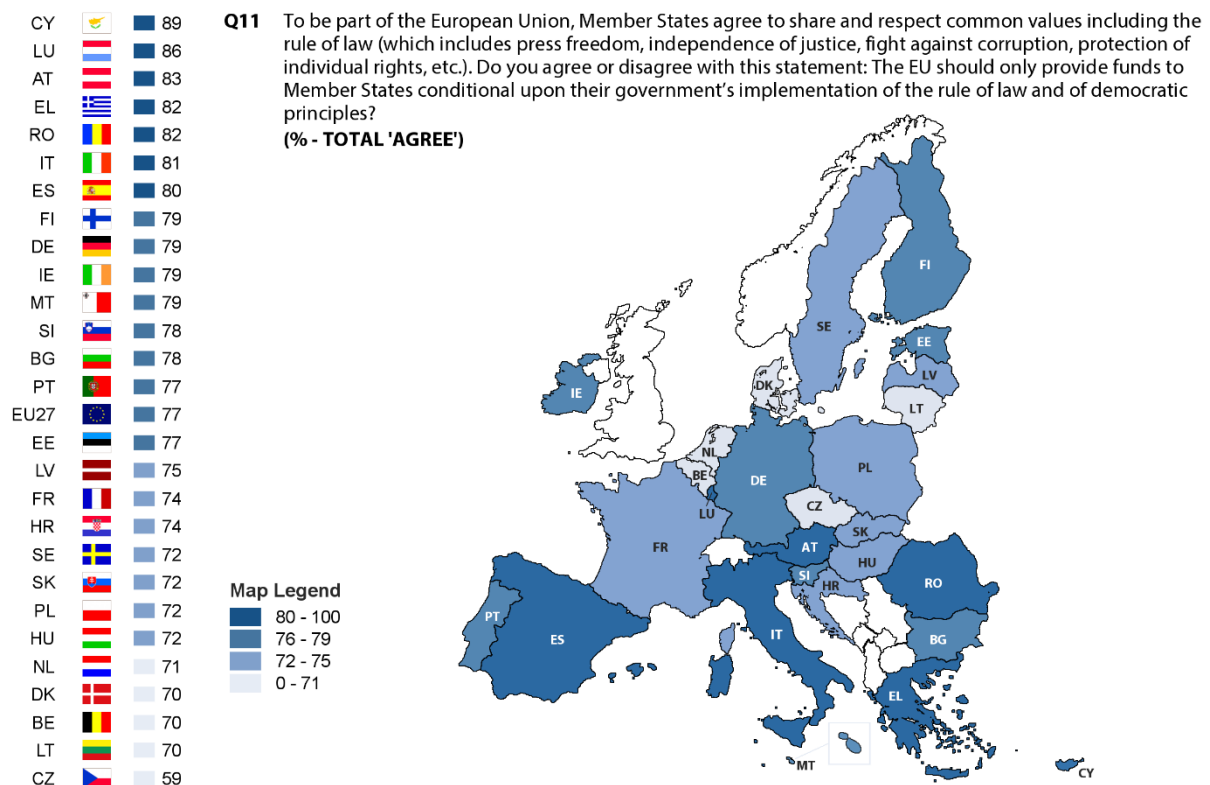 CY 89
LU 86
AT 83
EL 82
RO 82
IT 81
ES 80
FI 79
DE 79
IE 79
MT 79
SI 78
BG 78
PT 77
EU27 77
EE 77
LV 75
FR 74
HR 74
SE 72
SK 72
PL 72
HU 72
NL 71
DK 70
BE 70
LT 70
CZ 59
Q11 To be part of the European Union, Member States agree to share and respect common values including the
rule of law (which includes press freedom, independence of justice, fight against corruption, protection of
individual rights, etc.). Do you agree or disagree with this statement: The EU should only provide funds to
Member States conditional upon their government’s implementation of the rule of law and of democratic
principles?
(% - TOTAL 'AGREE')
FI
SE
EE
LV
LT
IE
DK
NL
BE
DE
PL
LU
CZ
SK
FR
AT
HU
SI
HR
RO
PT
ES
IT
BG
EL
MT
CY
Map Legend
80 - 100
76 - 79
72 - 75
0 - 71